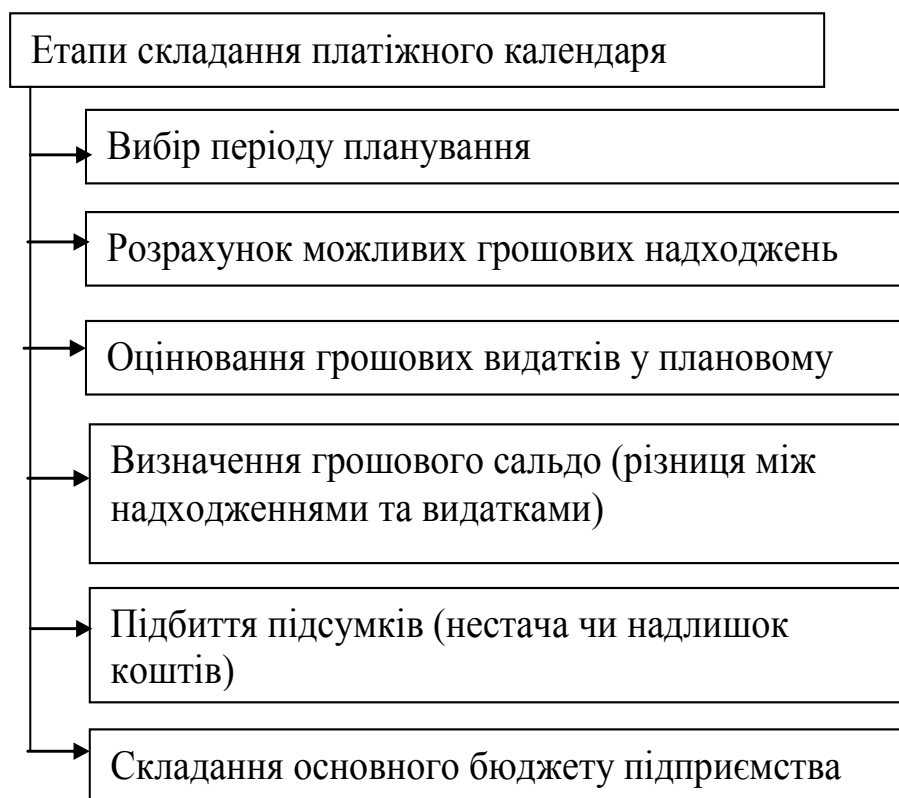 Етапи складання платіжного календаря
Вибір періоду планування
Розрахунок можливих грошових надходжень
Оцінювання грошових видатків у плановому
Визначення грошового сальдо (різниця між
надходженнями та видатками)
Підбиття підсумків (нестача чи надлишок
коштів)
Складання основного бюджету підприємства